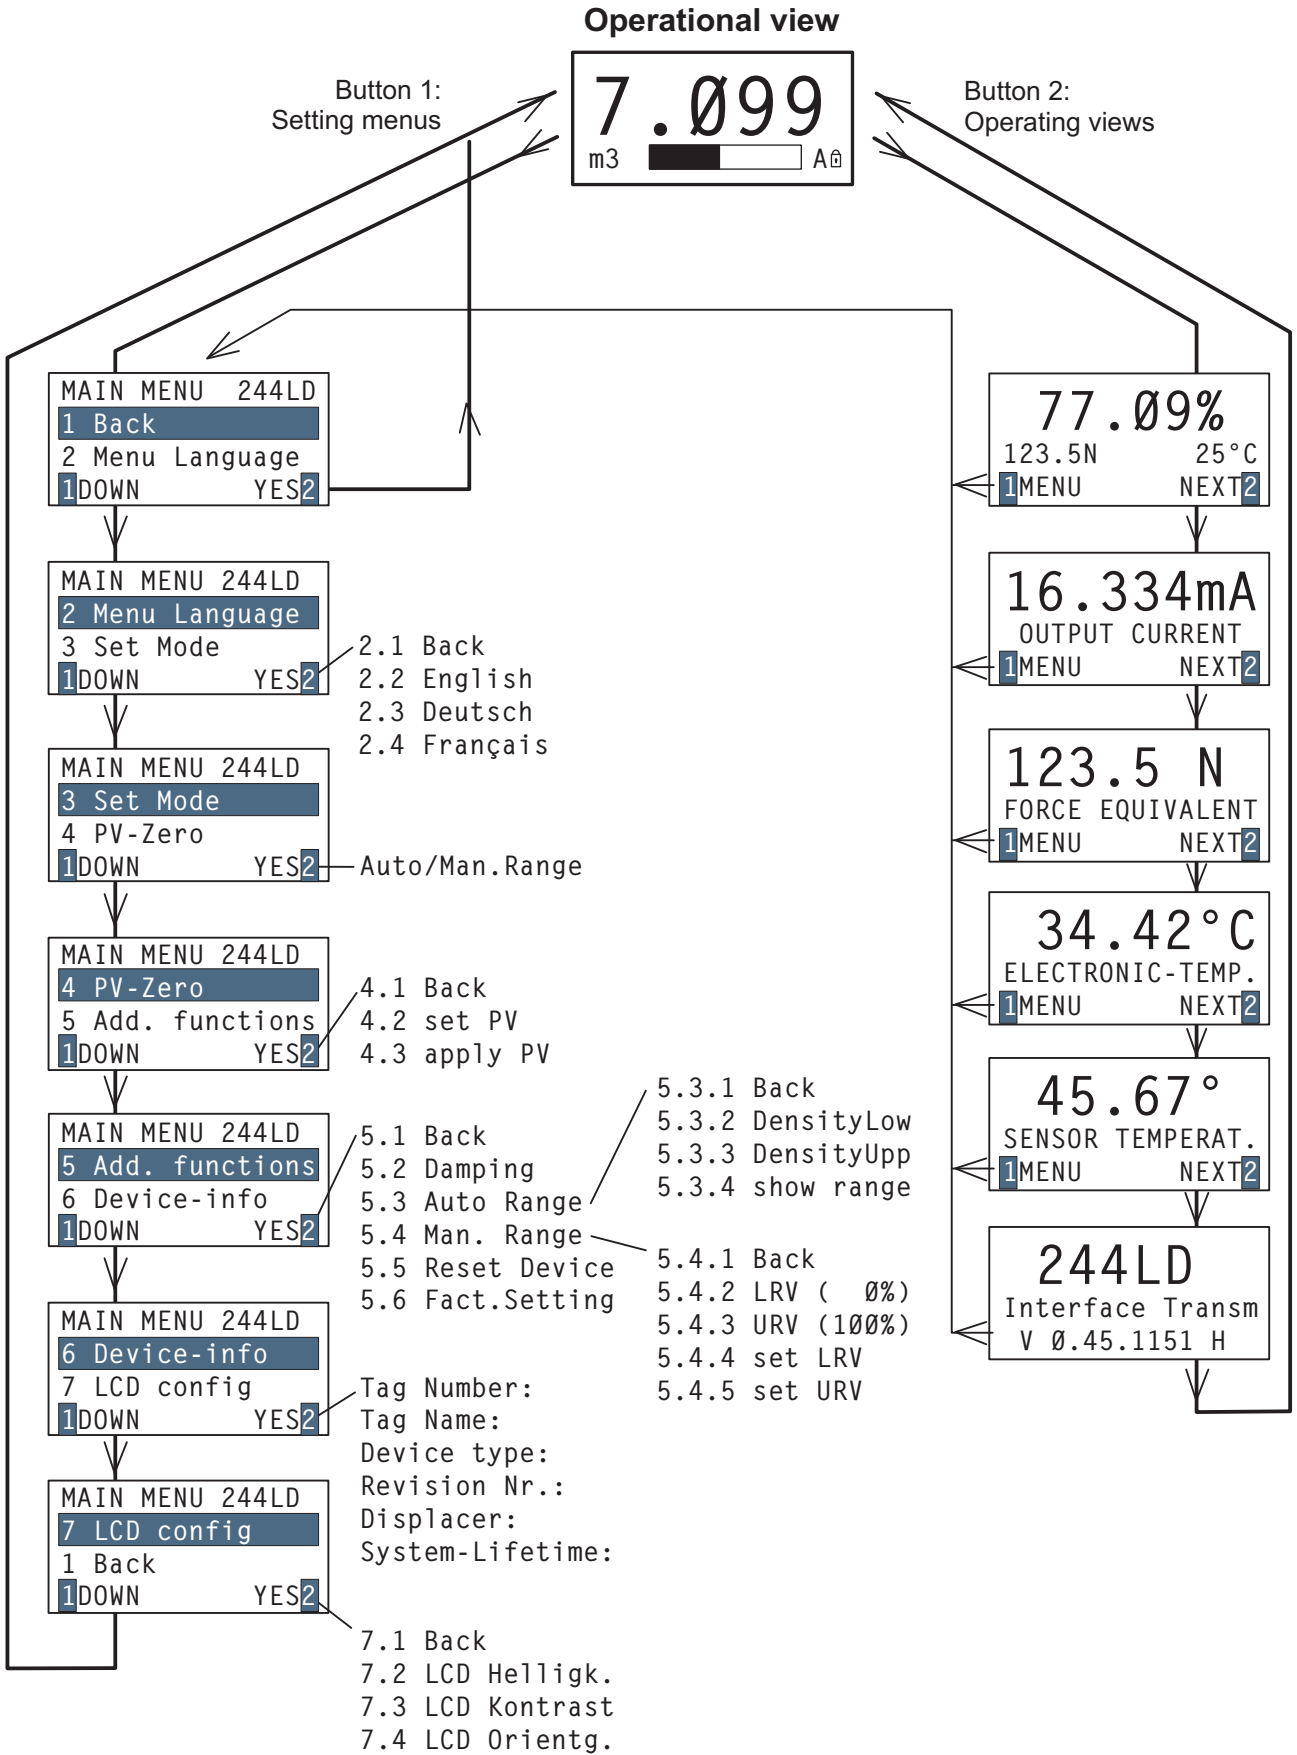 Operational view
Button 1:
Setting menus
7.Ø99
m3 A
Button 2:
Operating views
MAIN MENU 244LD
1 Back
2 Menu Language
1DOWN YES2
MAIN MENU 244LD
2 Menu Language
3 Set Mode
1DOWN YES2
2.1 Back
2.2 English
2.3 Deutsch
2.4 Français
MAIN MENU 244LD
3 Set Mode
4 PV-Zero
1DOWN YES2
Auto/Man.Range
MAIN MENU 244LD
4 PV-Zero
5 Add. functions
1DOWN YES2
4.1 Back
4.2 set PV
4.3 apply PV
MAIN MENU 244LD
5 Add. functions
6 Device-info
1DOWN YES2
5.1 Back
5.2 Damping
5.3 Auto Range
5.4 Man. Range
5.5 Reset Device
5.6 Fact.Setting
5.3.1 Back
5.3.2 DensityLow
5.3.3 DensityUpp
5.3.4 show range
5.4.1 Back
5.4.2 LRV ( Ø%)
5.4.3 URV (1ØØ%)
5.4.4 set LRV
5.4.5 set URV
MAIN MENU 244LD
6 Device-info
7 LCD config
1DOWN YES2
Tag Number:
Tag Name:
Device type:
Revision Nr.:
Displacer:
System-Lifetime:
MAIN MENU 244LD
7 LCD config
1 Back
1DOWN YES2
7.1 Back
7.2 LCD Helligk.
7.3 LCD Kontrast
7.4 LCD Orientg.
77.Ø9%
123.5N 25°C
1MENU NEXT2
16.334mA
OUTPUT CURRENT
1MENU NEXT2
123.5 N
FORCE EQUIVALENT
1MENU NEXT2
34.42°C
ELECTRONIC-TEMP.
1MENU NEXT2
45.67°
SENSOR TEMPERAT.
1MENU NEXT2
244LD
Interface Transm
V Ø.45.1151 H